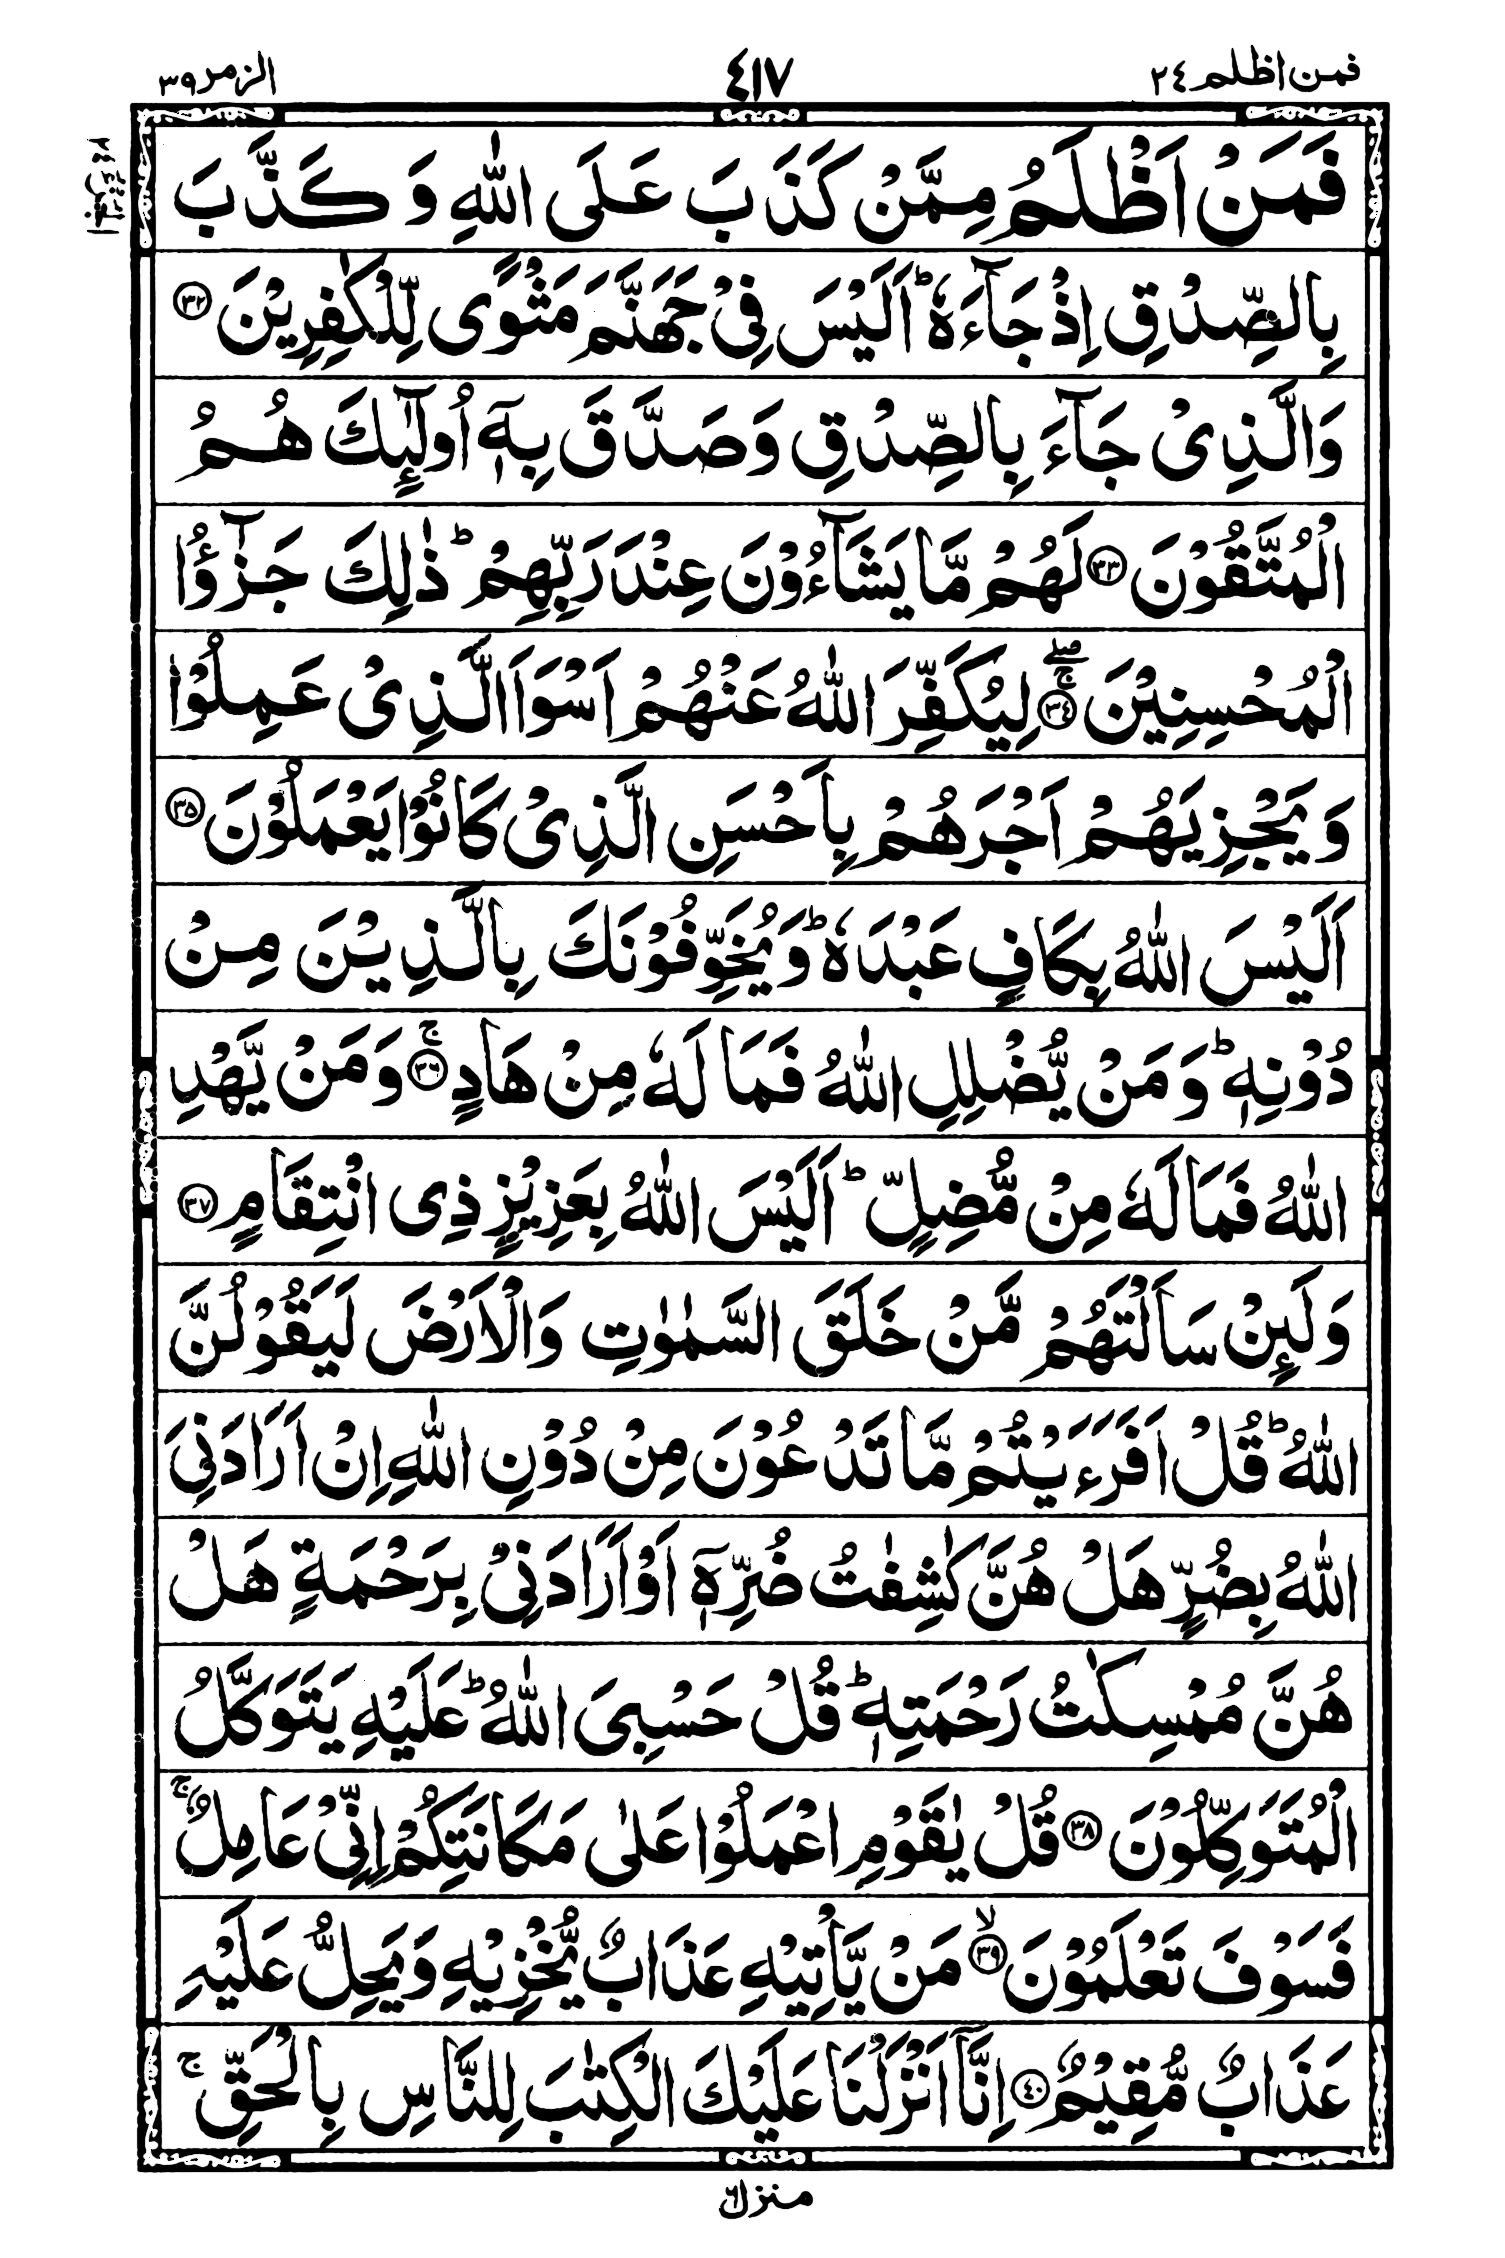 فمن اظلم ٢٤
٤١٧
الزمر ٣٩
الجزء ٢٤
فَمَنْ اَظْلَمُ مِمَّنْ كَذَبَ عَلَى اللّٰهِ وَ كَذَّبَ
بِالصِّدْقِ اِذْ جَآءَهٗ ؕ اَلَيْسَ فِيْ جَهَنَّمَ مَثْوًى لِّلْكٰفِرِيْنَ ٣٢
وَالَّذِيْ جَآءَ بِالصِّدْقِ وَصَدَّقَ بِهٖۤ اُولٰٓئِكَ هُمُ
الْمُتَّقُوْنَ ٣٣ لَهُمْ مَّا يَشَآءُوْنَ عِنْدَ رَبِّهِمْ ؕ ذٰلِكَ جَزٰٓؤُا
الْمُحْسِنِيْنَ ٣٤ ۚۖ لِيُكَفِّرَ اللّٰهُ عَنْهُمْ اَسْوَاَ الَّذِيْ عَمِلُوْا
وَيَجْزِيَهُمْ اَجْرَهُمْ بِاَحْسَنِ الَّذِيْ كَانُوْا يَعْمَلُوْنَ ٣٥
اَلَيْسَ اللّٰهُ بِكَافٍ عَبْدَهٗ ؕ وَيُخَوِّفُوْنَكَ بِالَّذِيْنَ مِنْ
دُوْنِهٖ ؕ وَمَنْ يُّضْلِلِ اللّٰهُ فَمَا لَهٗ مِنْ هَادٍ ٣٦ ۚ وَمَنْ يَّهْدِ
اللّٰهُ فَمَا لَهٗ مِنْ مُّضِلٍّ ؕ اَلَيْسَ اللّٰهُ بِعَزِيْزٍ ذِى انْتِقَامٍ ٣٧
وَلَئِنْ سَاَلْتَهُمْ مَّنْ خَلَقَ السَّمٰوٰتِ وَالْاَرْضَ لَيَقُوْلُنَّ
اللّٰهُ ؕ قُلْ اَفَرَءَيْتُمْ مَّا تَدْعُوْنَ مِنْ دُوْنِ اللّٰهِ اِنْ اَرَادَنِيَ
اللّٰهُ بِضُرٍّ هَلْ هُنَّ كٰشِفٰتُ ضُرِّهٖۤ اَوْ اَرَادَنِيْ بِرَحْمَةٍ هَلْ
هُنَّ مُمْسِكٰتُ رَحْمَتِهٖ ؕ قُلْ حَسْبِيَ اللّٰهُ ؕ عَلَيْهِ يَتَوَكَّلُ
الْمُتَوَكِّلُوْنَ ٣٨ قُلْ يٰقَوْمِ اعْمَلُوْا عَلٰى مَكَانَتِكُمْ اِنِّيْ عَامِلٌ ۚ
فَسَوْفَ تَعْلَمُوْنَ ٣٩ ۙ مَنْ يَّاْتِيْهِ عَذَابٌ يُّخْزِيْهِ وَيَحِلُّ عَلَيْهِ
عَذَابٌ مُّقِيْمٌ ٤٠ اِنَّاۤ اَنْزَلْنَا عَلَيْكَ الْكِتٰبَ لِلنَّاسِ بِالْحَقِّ ۚ
منزل ٦